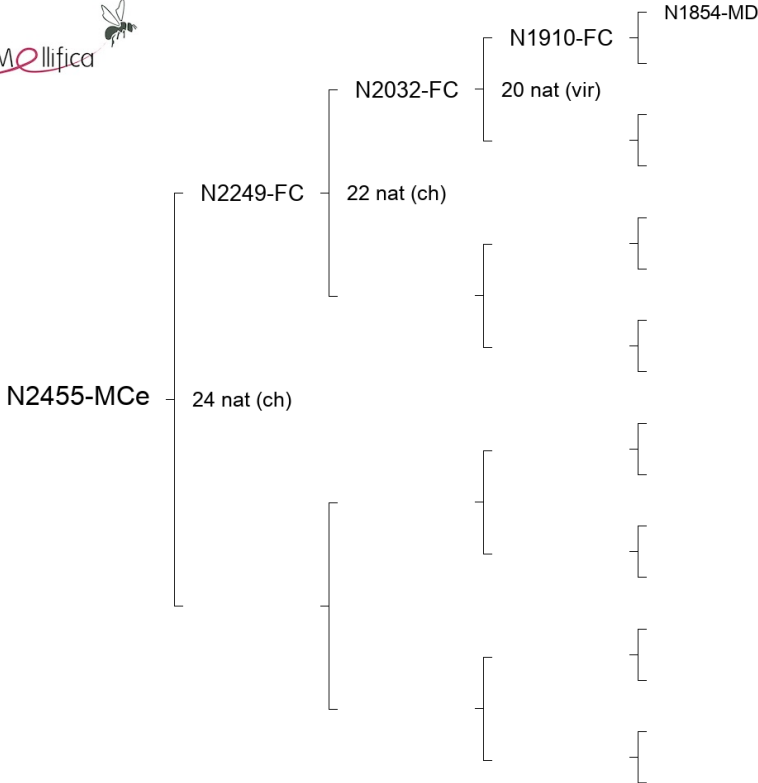 Mellifica
N1854-MD
N1910-FC
N2032-FC
20 nat (vir)
N2249-FC
22 nat (ch)
N2455-MCe
24 nat (ch)